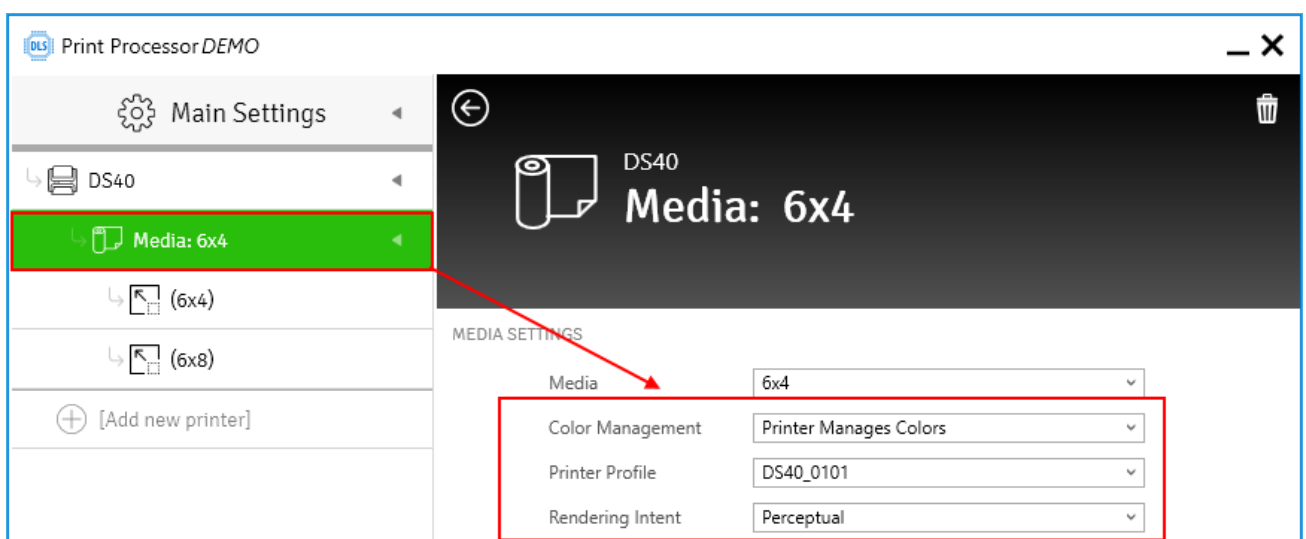 DLS Print Processor DEMO
Main Settings
DS40
Media: 6x4
(6x4)
(6x8)
[Add new printer]
DS40
Media: 6x4
MEDIA SETTINGS
Media 6x4
Color Management Printer Manages Colors
Printer Profile DS40_0101
Rendering Intent Perceptual